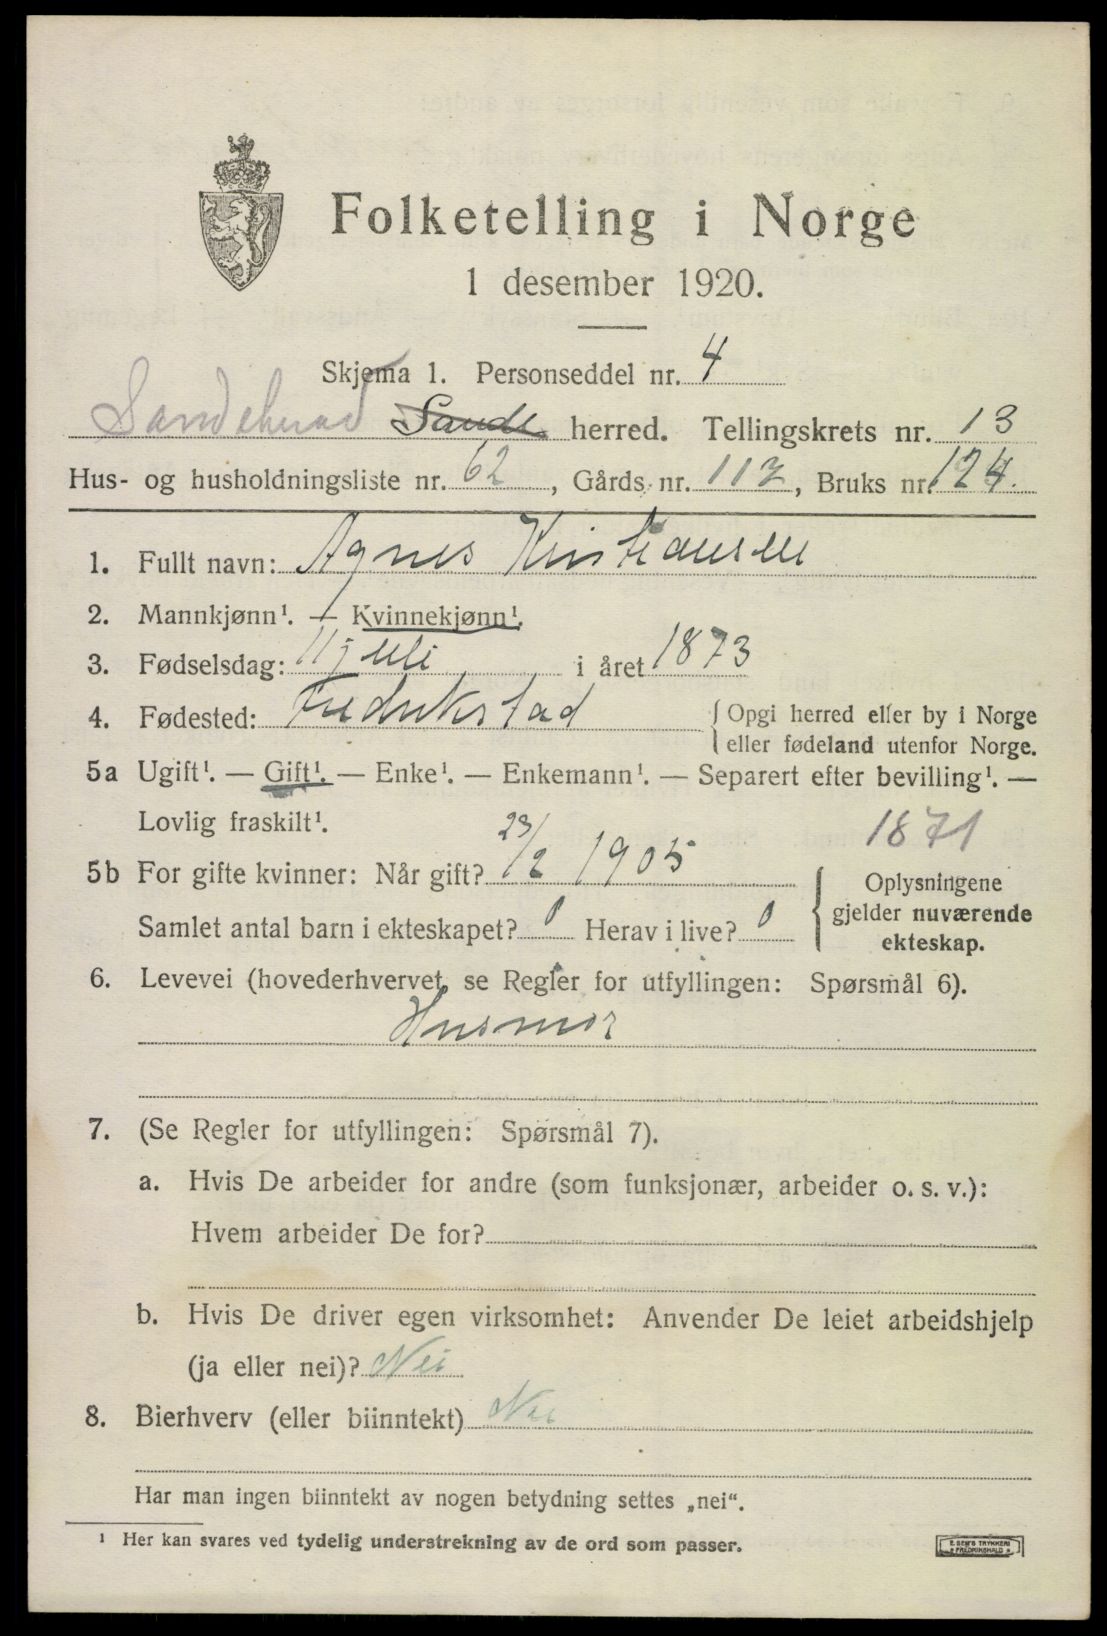 Folketelling i Norge
1 desember 1920.
Skjema 1. Personseddel nr. 4
Sandeherad Sande herred. Tellingskrets nr. 13
Hus- og husholdningsliste nr. 62, Gårds nr. 112, Bruks nr. 124.
1. Fullt navn: Agnes Kristiansen
2. Mannkjønn¹. — Kvinnekjønn¹.
3. Fødselsdag: 11 juli i året 1873
4. Fødested: Fredrikstad { Opgi herred eller by i Norge
eller fødeland utenfor Norge.
5a Ugift¹. — Gift¹. — Enke¹. — Enkemann¹. — Separert efter bevilling¹. —
Lovlig fraskilt¹. 1871
5b For gifte kvinner: Når gift? 23/2 1905 { Oplysningene
gjelder nuværende
ekteskap.
Samlet antal barn i ekteskapet? 0 Herav i live? 0
6. Levevei (hovederhvervet, se Regler for utfyllingen: Spørsmål 6).
Husmor
7. (Se Regler for utfyllingen: Spørsmål 7).
a. Hvis De arbeider for andre (som funksjonær, arbeider o. s. v.):
Hvem arbeider De for?
b. Hvis De driver egen virksomhet: Anvender De leiet arbeidshjelp
(ja eller nei)? Nei
8. Bierhverv (eller biinntekt) Nei
Har man ingen biinntekt av nogen betydning settes „nei“.
¹ Her kan svares ved tydelig understrekning av de ord som passer.
E. SEM'S TRYKKERI
FREDRIKSHALD